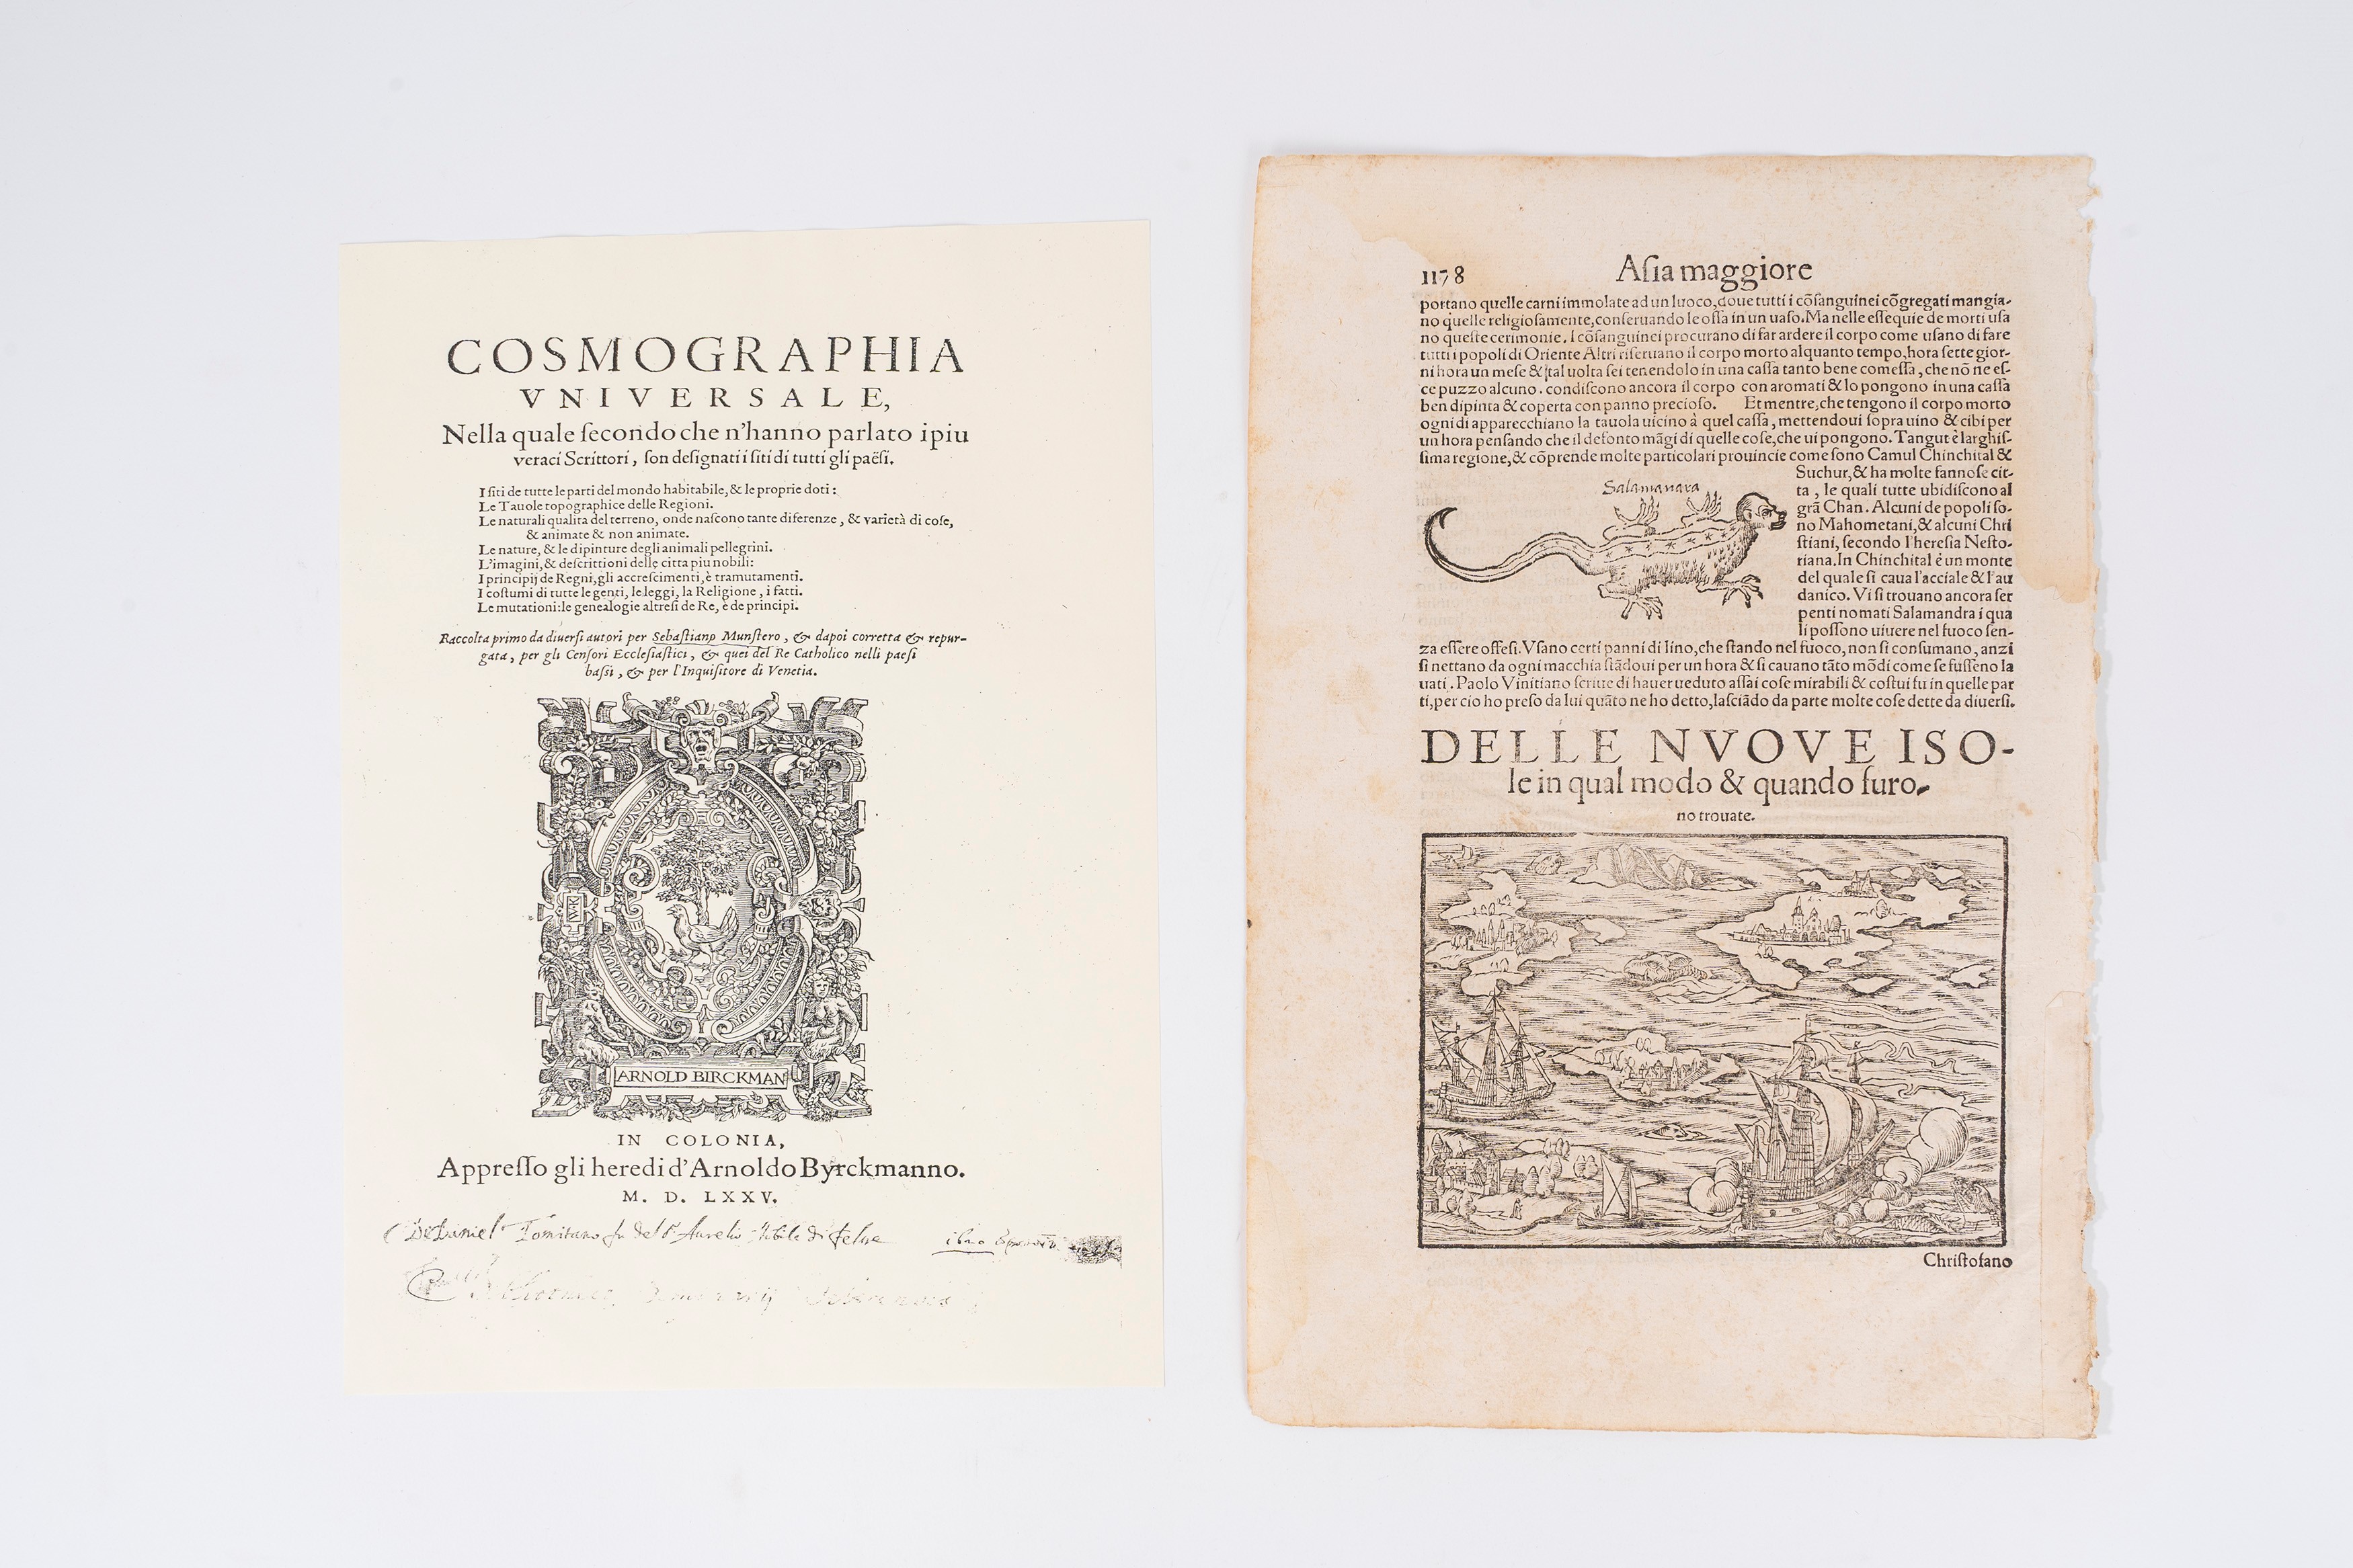 COSMOGRAPHIA
VNIVERSALE,
Nella quale ſecondo che n'hanno parlato i piu
veraci Scrittori, ſon deſignati i ſiti di tutti gli paëſi.
I ſiti de tutte le parti del mondo habitabile, & le proprie doti:
Le Tauole topographice delle Regioni.
Le naturali qualita del terreno, onde naſcono tante diferenze, & varietà di coſe,
& animate & non animate.
Le nature, & le dipinture degli animali pellegrini.
L'imagini, & deſcrittioni delle citta piu nobili:
I principij de Regni, gli accreſcimenti, è tramutamenti.
I coſtumi di tutte le genti, le leggi, la Religione, i fatti.
Le mutationi: le genealogie altreſi de Re, è de principi.
Raccolta primo da diuerſi autori per Sebaſtiano Munſtero, & dapoi corretta & repur-
gata, per gli Cenſori Eccleſiaſtici, & quei del Re Catholico nelli paeſi
baſsi, & per l'Inquiſitore di Venetia.
ARNOLD BIRCKMAN
IN COLONIA,
Appreſſo gli heredi d'Arnoldo Byrckmanno.
M. D. LXXV.
De Daniel Tomitano Aurelio Nobile di Feltre
1178 Aſia maggiore
portano quelle carni immolate ad un luoco, doue tutti i cõſanguinei cõgregati mangia-
no quelle religioſamente, conſeruando le oſſa in un uaſo. Ma nelle eſſequie de morti uſa
no queſte cerimonie. I cõſanguinei procurano di far ardere il corpo come uſano di fare
tutti i popoli di Oriente Altri riſeruano il corpo morto alquanto tempo, hora ſette gior-
ni hora un meſe & tal uolta ſei tenendolo in una caſſa tanto bene comeſſa, che nõ ne eſ-
ce puzzo alcuno. condiſcono ancora il corpo con aromati & lo pongono in una caſſa
ben dipinta & coperta con panno precioſo. Et mentre, che tengono il corpo morto
ogni di apparecchiano la tauola uicino à quel caſſa, mettendoui ſopra uino & cibi per
un hora penſando che il defonto mãgi di quelle coſe, che ui pongono. Tangut è larghiſ-
ſima regione, & cõprende molte particolari prouincie come ſono Camul Chinchital &
Suchur, & ha molte fannoſe cit-
ta, le quali tutte ubidiſcono al
grã Chan. Alcuni de popoli ſo-
no Mahometani, & alcuni Chri
ſtiani, ſecondo l'hereſia Neſto-
riana. In Chinchital é un monte
del quale ſi caua l'acciale & l'au
danico. Vi ſi trouano ancora ſer
penti nomati Salamandra i qua
li poſſono uiuere nel fuoco ſen-
Salamanara
za eſſere offeſi. Vſano certi panni di lino, che ſtando nel fuoco, non ſi conſumano, anzi
ſi nettano da ogni macchia ſtãdoui per un hora & ſi cauano tãto mõdi come ſe fuſſeno la
uati. Paolo Vinitiano ſcriue di hauer ueduto aſſai coſe mirabili & coſtui fu in quelle par
ti, per cio ho preſo da lui quãto ne ho detto, laſciãdo da parte molte coſe dette da diuerſi.
DELLE NVOVE ISO-
le in qual modo & quando furo-
no trouate.
Chriſtofano